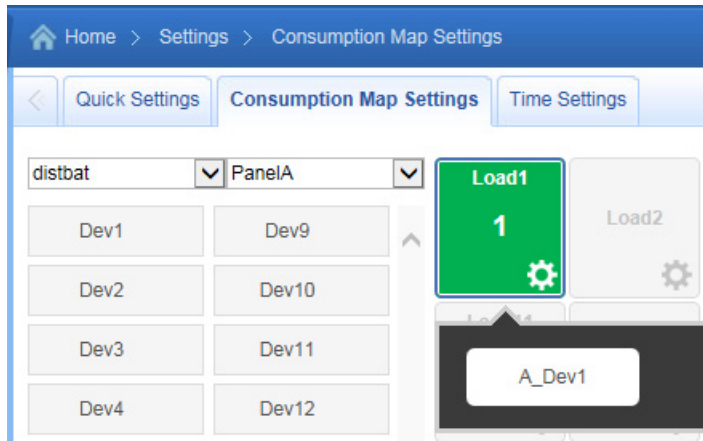 Home > Settings > Consumption Map Settings
Quick Settings Consumption Map Settings Time Settings
distbat PanelA
Load1
1
Load2
Dev1 Dev9
Dev2 Dev10
Dev3 Dev11
Dev4 Dev12
A_Dev1